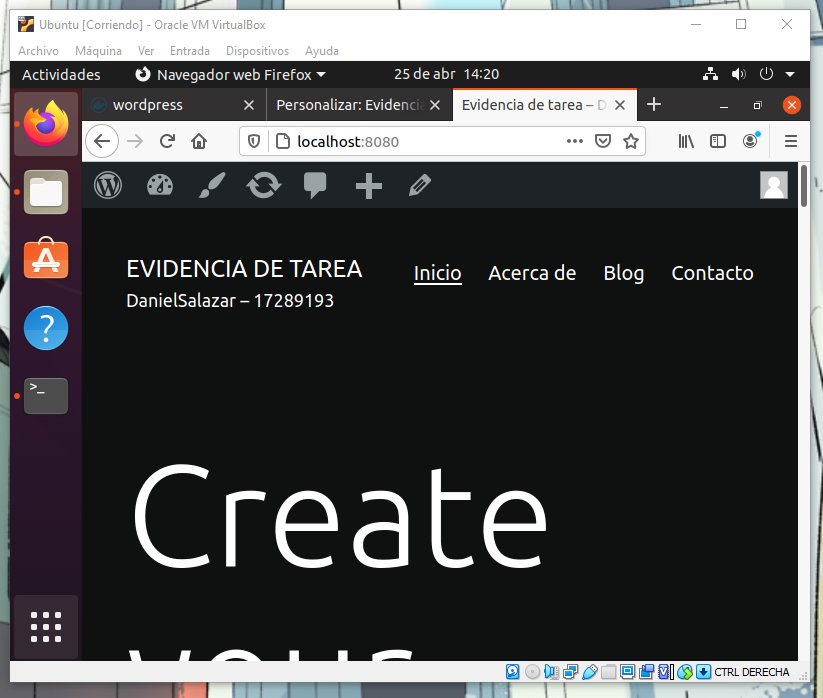 Ubuntu [Corriendo] - Oracle VM VirtualBox
Archivo Máquina Ver Entrada Dispositivos Ayuda
Actividades Navegador web Firefox 25 de abr 14:20
wordpress Personalizar: Evidencia Evidencia de tarea – D
localhost:8080
EVIDENCIA DE TAREA
DanielSalazar – 17289193
Inicio Acerca de Blog Contacto
Create
your
CTRL DERECHA